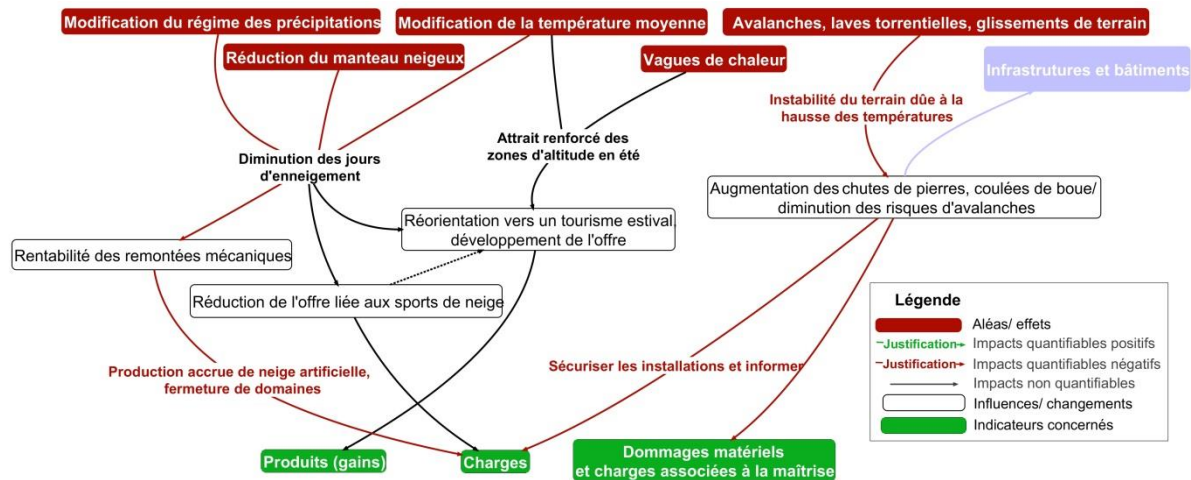 Modification du régime des précipitations
Modification de la température moyenne
Avalanches, laves torrentielles, glissements de terrain
Réduction du manteau neigeux
Vagues de chaleur
Infrastrutures et bâtiments
Instabilité du terrain dûe à la
hausse des températures
Attrait renforcé des
zones d'altitude en été
Diminution des jours
d'enneigement
Augmentation des chutes de pierres, coulées de boue/
diminution des risques d'avalanches
Réorientation vers un tourisme estival,
développement de l'offre
Rentabilité des remontées mécaniques
Réduction de l'offre liée aux sports de neige
Légende
Aléas/ effets
Justification
Impacts quantifiables positifs
Justification
Impacts quantifiables négatifs
Impacts non quantifiables
Influences/ changements
Indicateurs concernés
Production accrue de neige artificielle,
fermeture de domaines
Sécuriser les installations et informer
Produits (gains)
Charges
Dommages matériels
et charges associées à la maîtrise